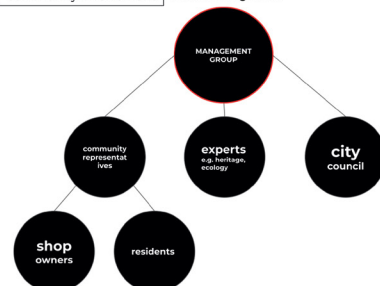 MANAGEMENT
GROUP
community
representat
ives
experts
e.g. heritage,
ecology
city
council
shop
owners
residents